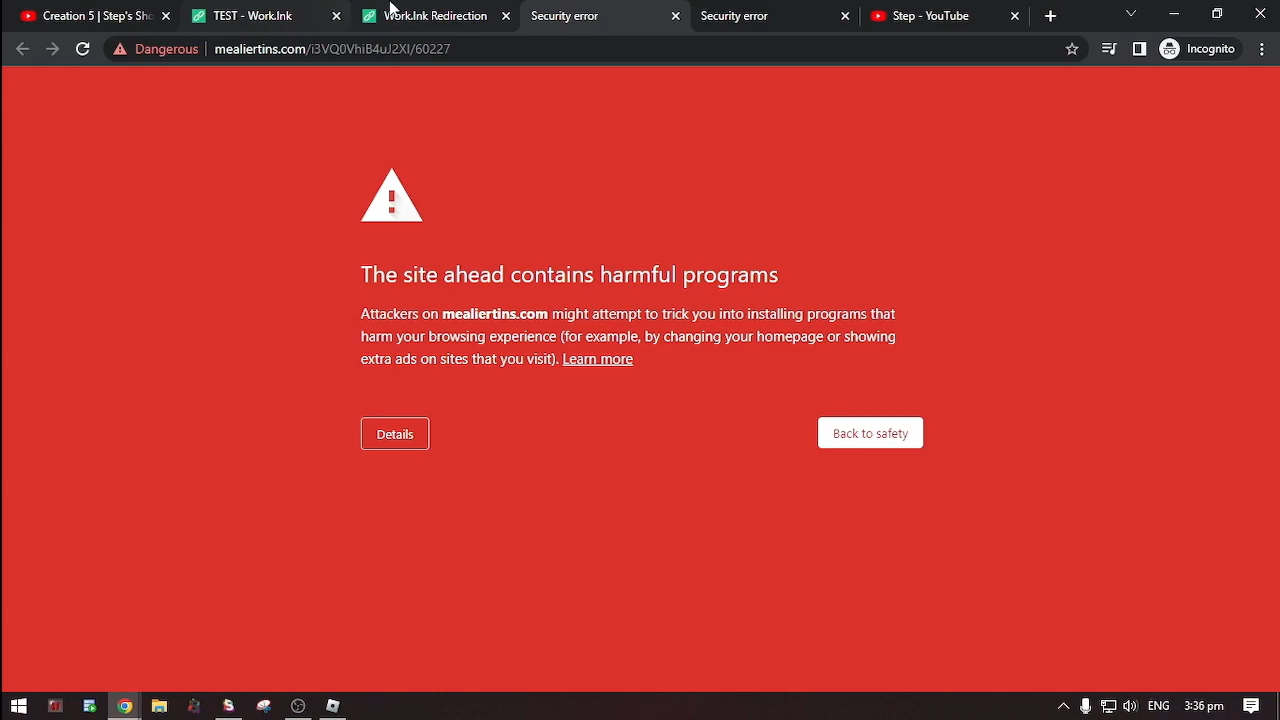 Creation 5 | Step's Sho
TEST - Work.Ink
Work.Ink Redirection
Security error
Security error
Step - YouTube
Dangerous
mealiertins.com/i3VQ0VhiB4uJ2XI/60227
Incognito
The site ahead contains harmful programs
Attackers on mealiertins.com might attempt to trick you into installing programs that
harm your browsing experience (for example, by changing your homepage or showing
extra ads on sites that you visit). Learn more
Details
Back to safety
ENG
3:36 pm